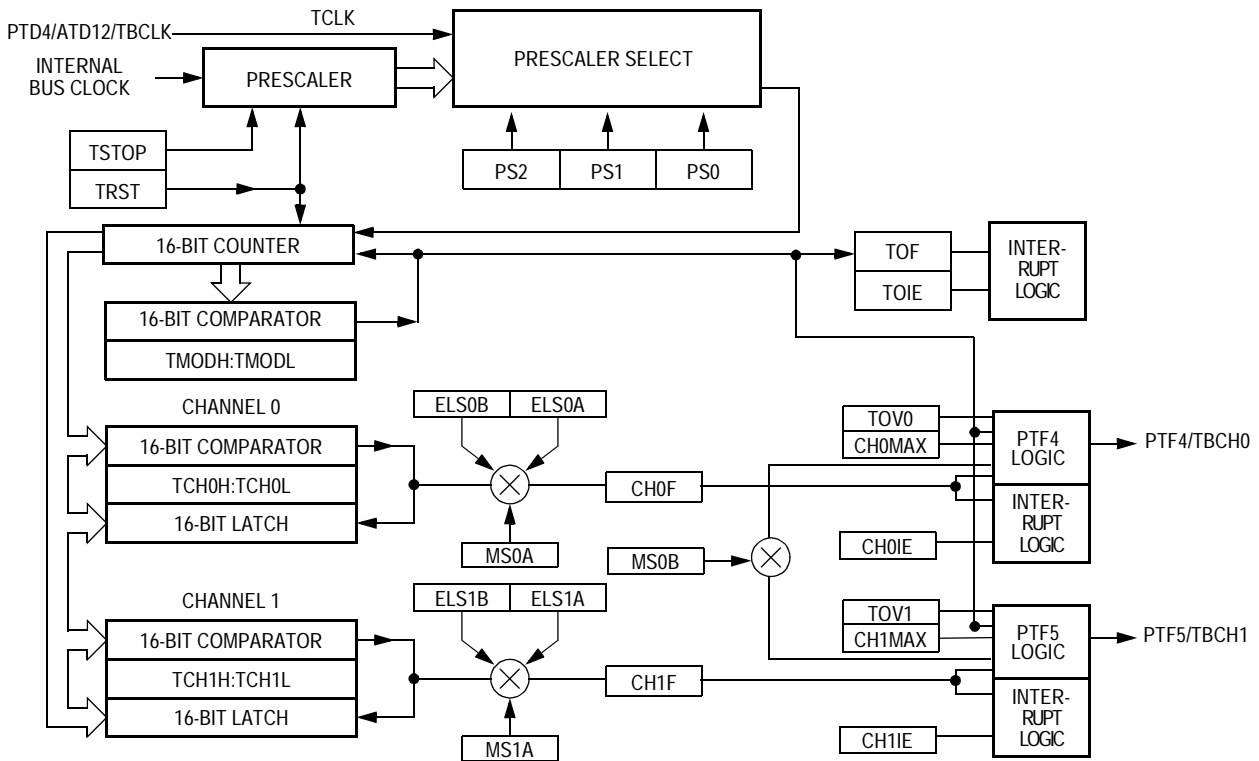 TCLK
PTD4/ATD12/TBCLK
PRESCALER SELECT
INTERNAL
BUS CLOCK
PRESCALER
TSTOP
TRST
PS2
PS1
PS0
16-BIT COUNTER
TOF
TOIE
INTER-
RUPT
LOGIC
16-BIT COMPARATOR
TMODH:TMODL
CHANNEL 0
ELS0B
ELS0A
TOV0
CH0MAX
PTF4
LOGIC
PTF4/TBCH0
16-BIT COMPARATOR
TCH0H:TCH0L
16-BIT LATCH
CH0F
INTER-
RUPT
LOGIC
MS0A
MS0B
CH0IE
CHANNEL 1
ELS1B
ELS1A
TOV1
CH1MAX
PTF5
LOGIC
PTF5/TBCH1
16-BIT COMPARATOR
TCH1H:TCH1L
16-BIT LATCH
CH1F
INTER-
RUPT
LOGIC
MS1A
CH1IE